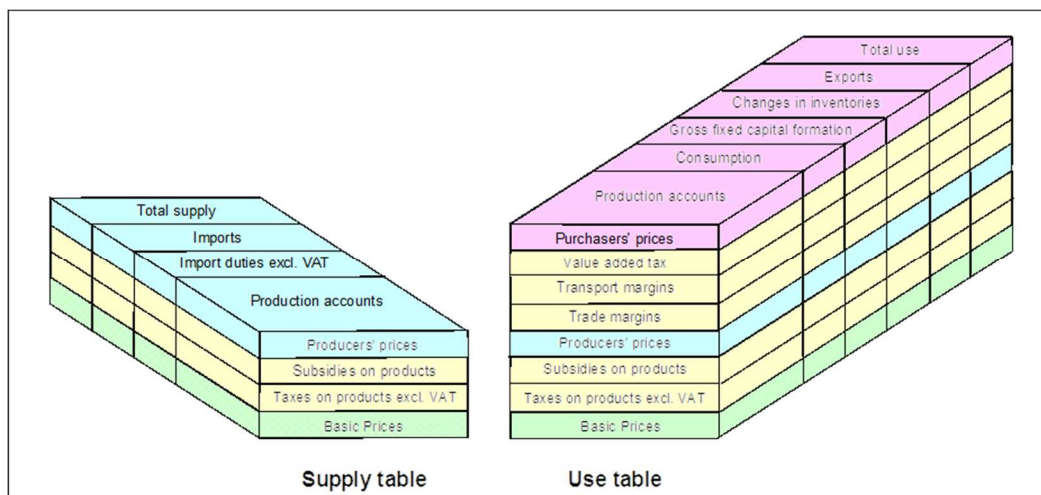 Total supply
Imports
Import duties excl. VAT
Production accounts
Producers' prices
Subsidies on products
Taxes on products excl. VAT
Basic Prices
Supply table
Total use
Exports
Changes in inventories
Gross fixed capital formation
Consumption
Production accounts
Purchasers' prices
Value added tax
Transport margins
Trade margins
Producers' prices
Subsidies on products
Taxes on products excl. VAT
Basic Prices
Use table